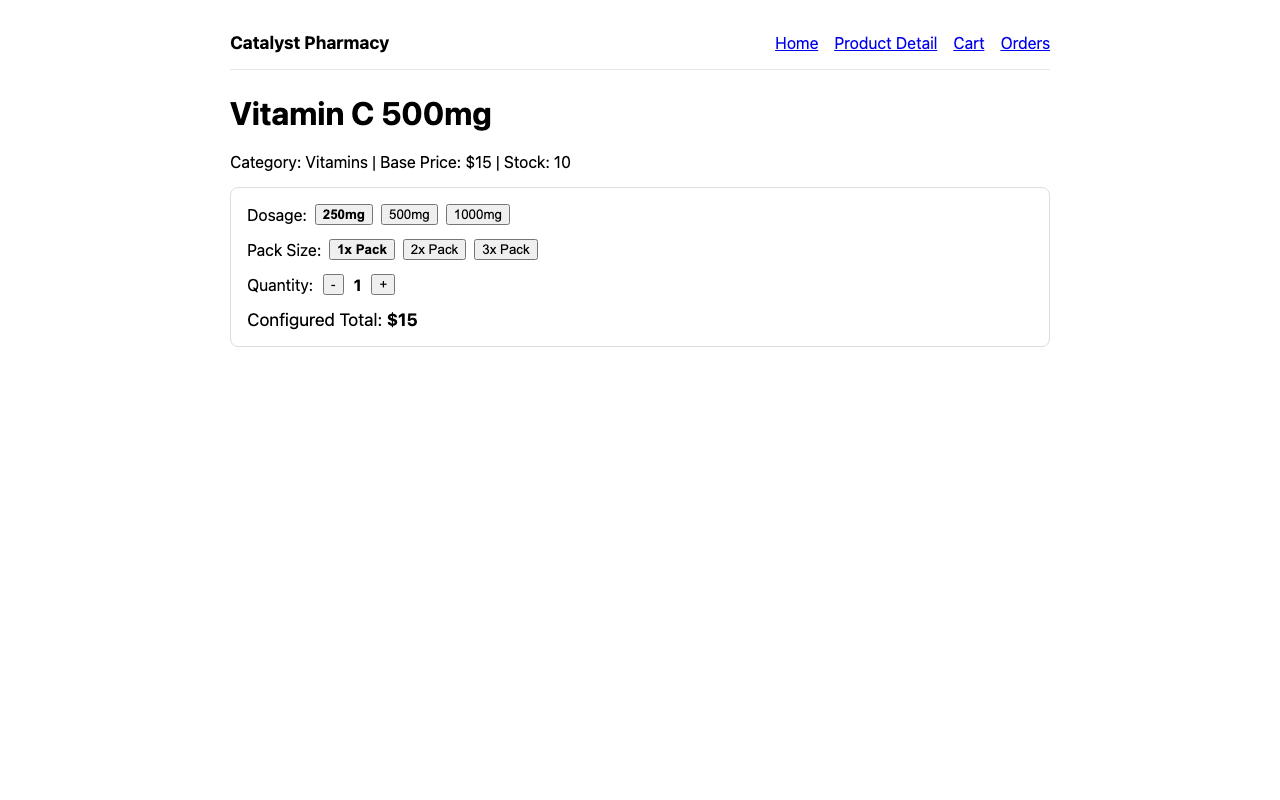 Catalyst Pharmacy Home Product Detail Cart Orders
Vitamin C 500mg
Category: Vitamins | Base Price: $15 | Stock: 10
Dosage: 250mg 500mg 1000mg
Pack Size: 1x Pack 2x Pack 3x Pack
Quantity: - 1 +
Configured Total: $15